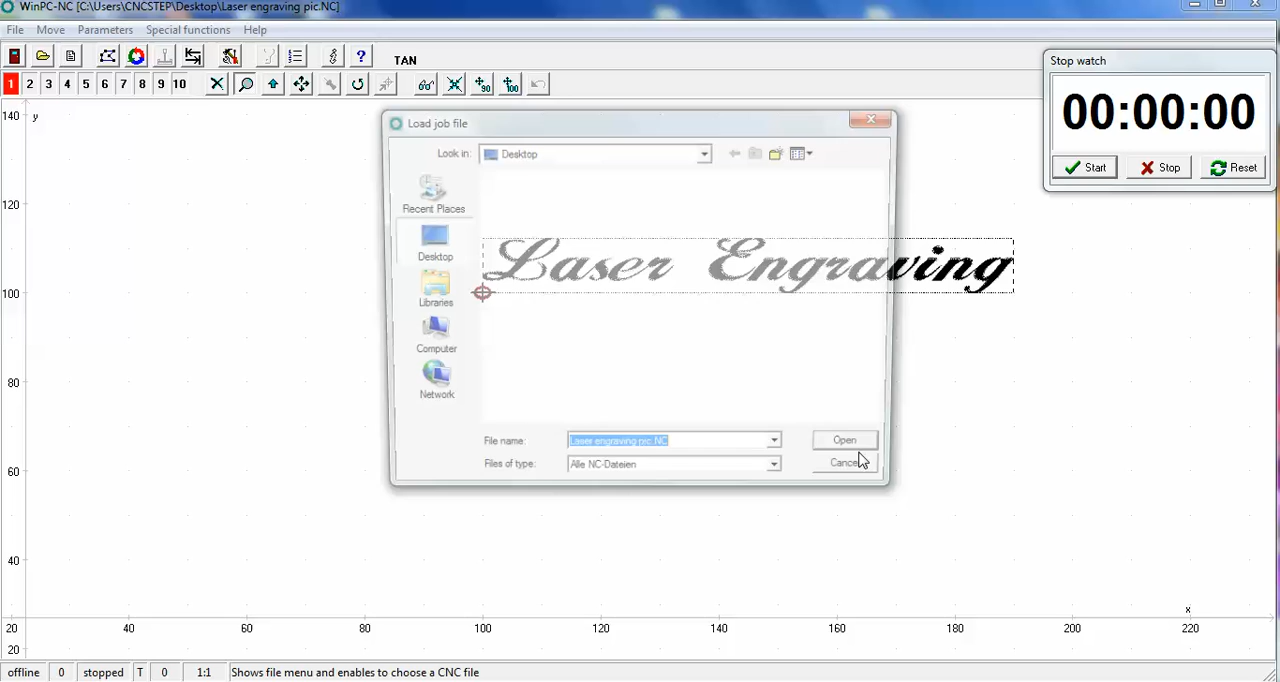 WinPC-NC [C:\Users\CNCSTEP\Desktop\Laser engraving pic.NC]
File Move Parameters Special functions Help
TAN
1 2 3 4 5 6 7 8 9 10
Stop watch
00:00:00
Start Stop Reset
Load job file
Look in: Desktop
Recent Places
Desktop
Libraries
Computer
Network
Laser Engraving
File name: Laser engraving pic.NC Open
Files of type: Alle NC-Dateien Cancel
140 y
120
100
80
60
40
x
20 40 60 80 100 120 140 160 180 200 220
20
offline 0 stopped T 0 1:1 Shows file menu and enables to choose a CNC file